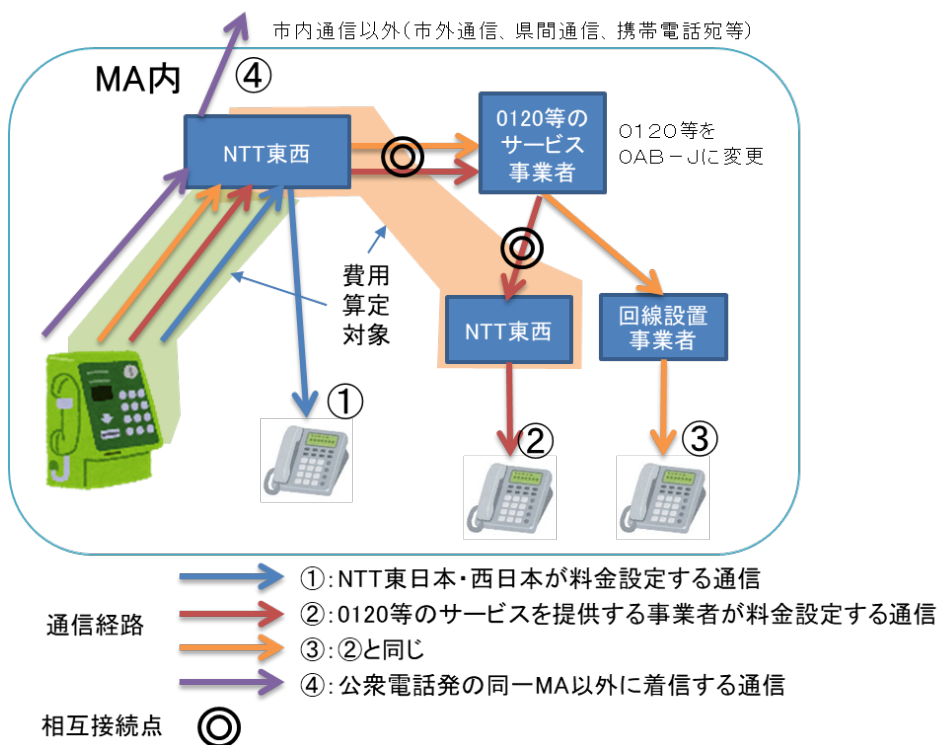 市内通信以外(市外通信、県間通信、携帯電話宛等)
MA内
④
NTT東西
0120等の
サービス
事業者
0120等を
0AB-Jに変更
費用
算定
対象
NTT東西
回線設置
事業者
①
②
③
通信経路
①:NTT東日本・西日本が料金設定する通信
②:0120等のサービスを提供する事業者が料金設定する通信
③:②と同じ
④:公衆電話発の同一MA以外に着信する通信
相互接続点